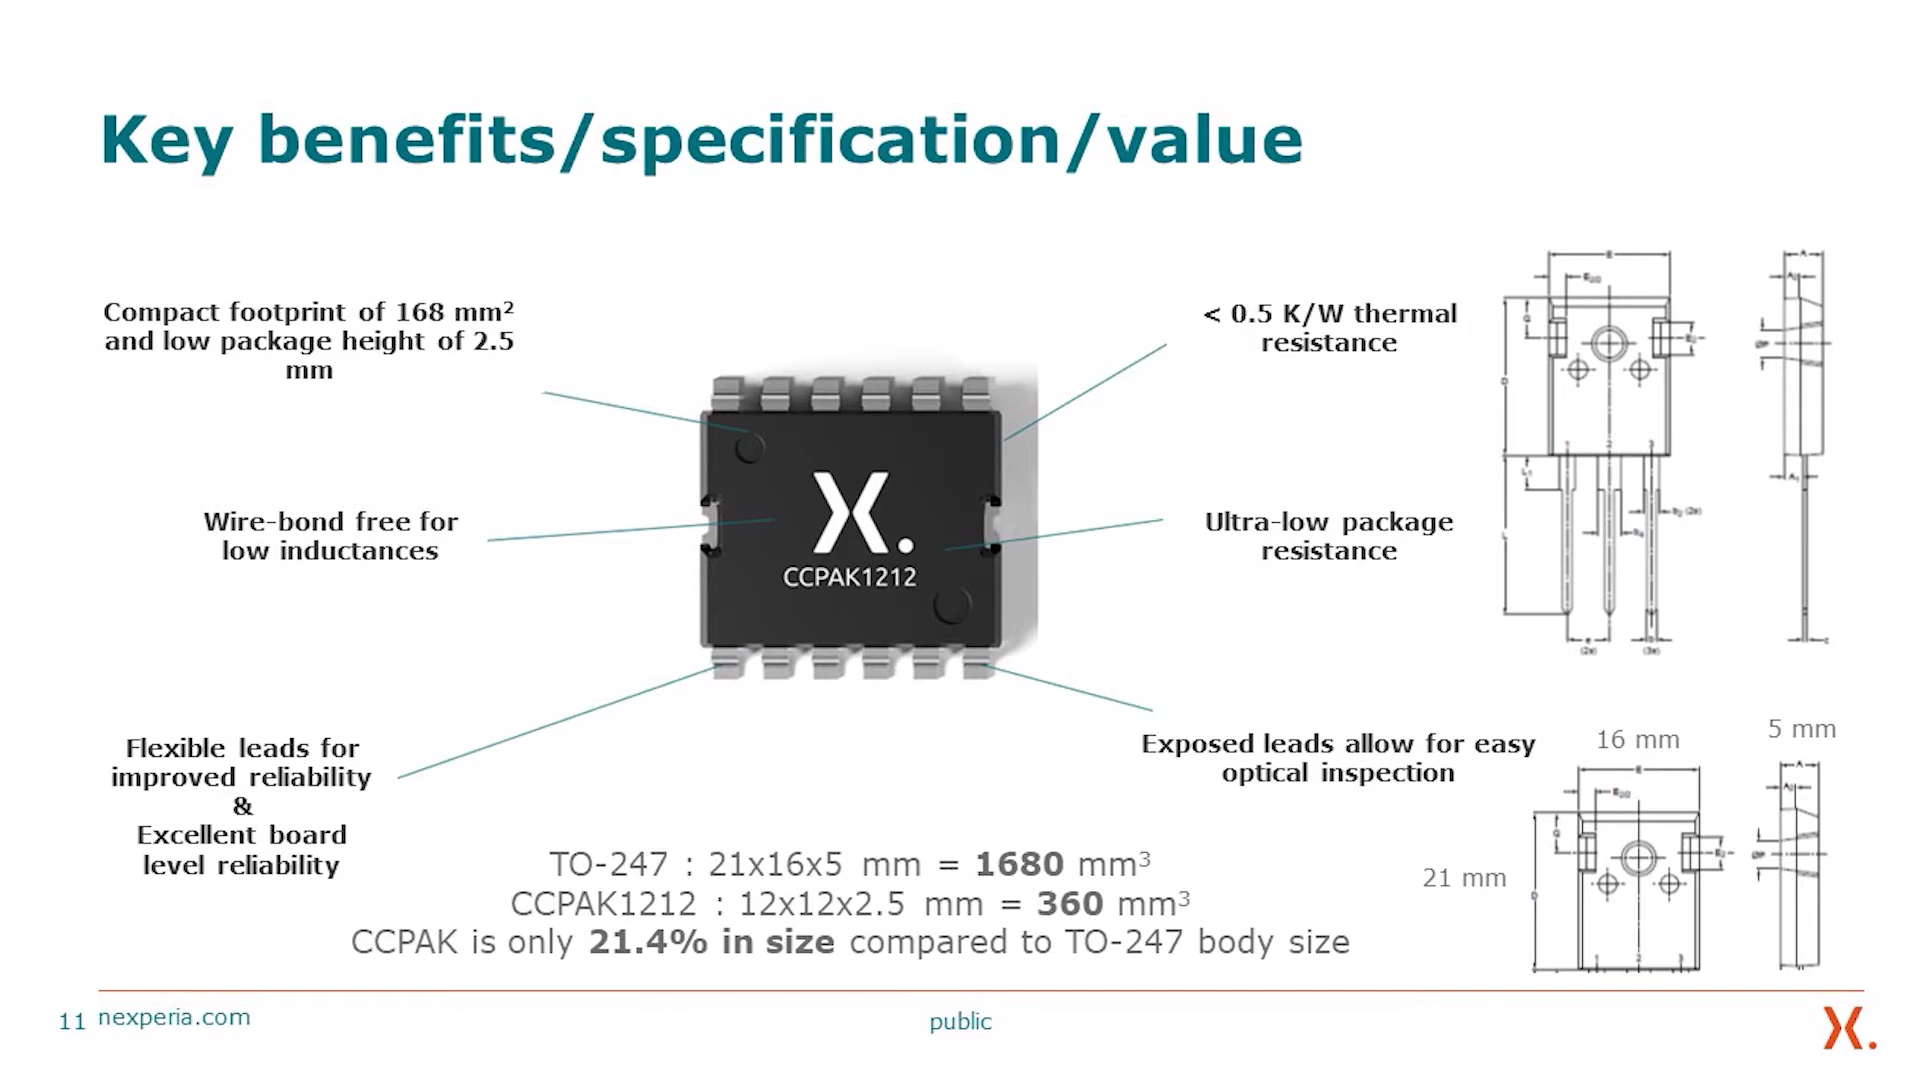 Key benefits/specification/value
Compact footprint of 168 mm²
and low package height of 2.5
mm
< 0.5 K/W thermal
resistance
Wire-bond free for
low inductances
X.
CCPAK1212
Ultra-low package
resistance
Flexible leads for
improved reliability
&
Excellent board
level reliability
Exposed leads allow for easy
optical inspection
16 mm
5 mm
21 mm
TO-247 : 21x16x5 mm = 1680 mm³
CCPAK1212 : 12x12x2.5 mm = 360 mm³
CCPAK is only 21.4% in size compared to TO-247 body size
11
nexperia.com
public
X.